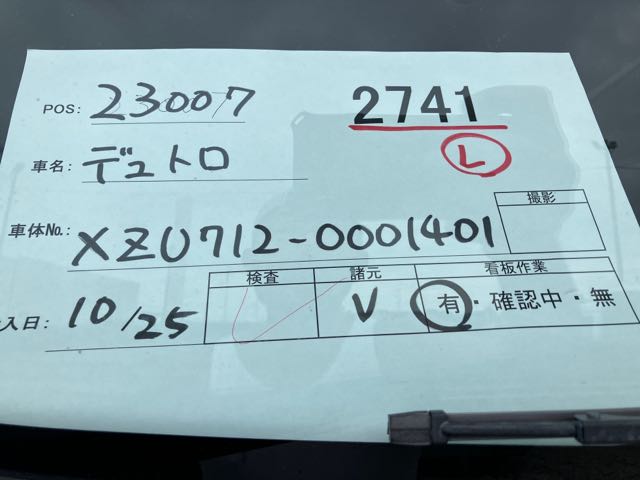 POS: 23007 2741
L
車名: デュトロ
撮影
車体No.: XZU712-0001401
検査 諸元 看板作業
入日: 10/25 V 有・確認中・無